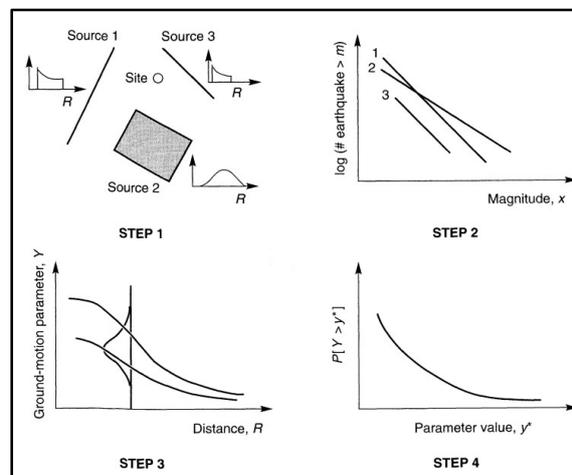 Source 1
Source 3
Site
R
R
Source 2
R
STEP 1
log (# earthquake > m)
1
2
3
Magnitude, x
STEP 2
Ground-motion parameter, Y
Distance, R
STEP 3
P[Y > y*]
Parameter value, y*
STEP 4